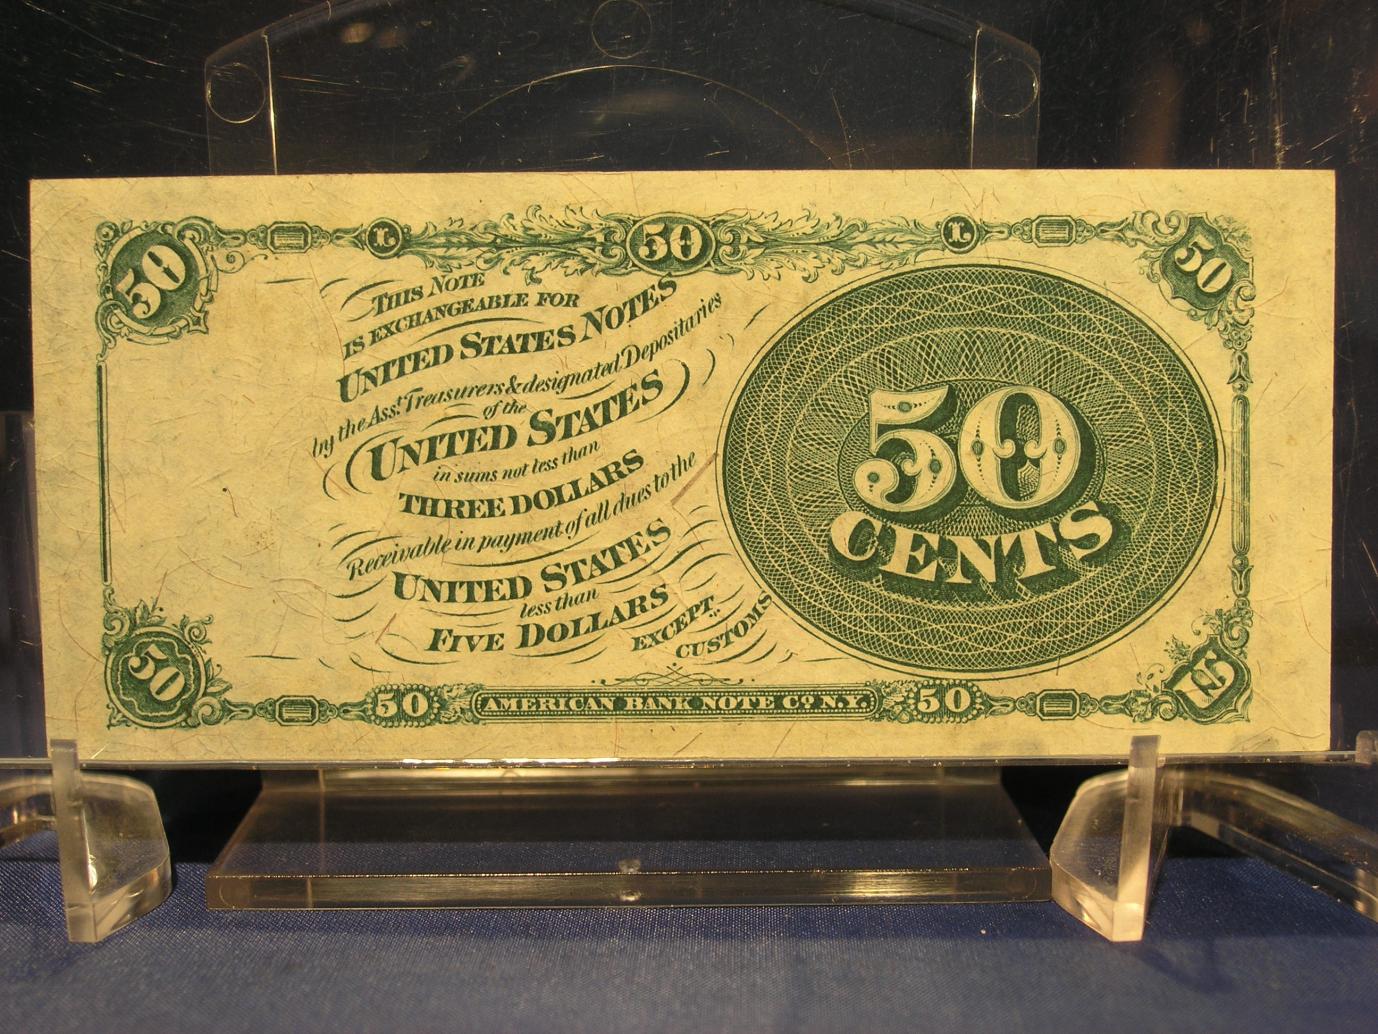 50 50 50
THIS NOTE
IS EXCHANGEABLE FOR
UNITED STATES NOTES
by the Asst. Treasurers & designated Depositaries
of the
UNITED STATES
in sums not less than
THREE DOLLARS
Receivable in payment of all dues to the
UNITED STATES
less than
FIVE DOLLARS
EXCEPT
CUSTOMS
50
CENTS
50 50 AMERICAN BANK NOTE Co. N.Y. 50